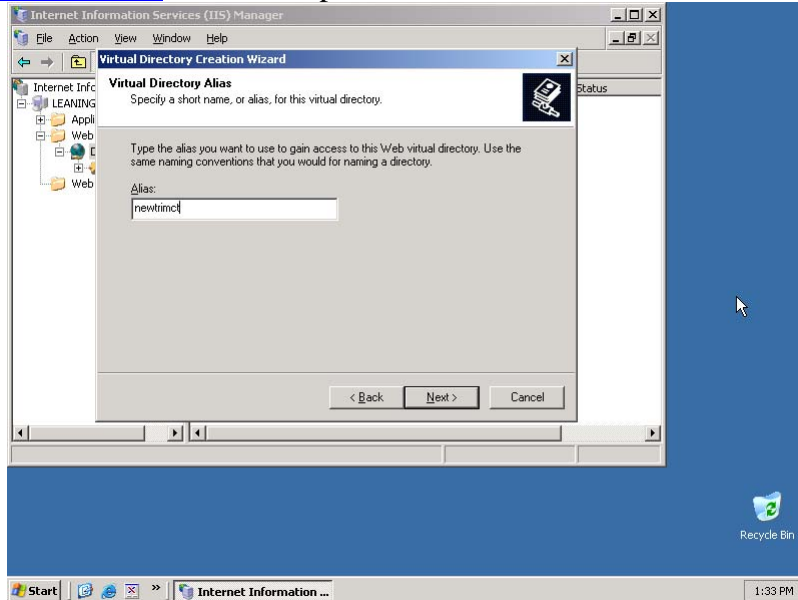 Internet Information Services (IIS) Manager
File Action View Window Help
Virtual Directory Creation Wizard
Virtual Directory Alias
Specify a short name, or alias, for this virtual directory.
Internet Info
Status
LEANING
Appli
Web
Web
Type the alias you want to use to gain access to this Web virtual directory. Use the
same naming conventions that you would for naming a directory.
Alias:
newtrimct
< Back Next > Cancel
Recycle Bin
Start » Internet Information ... 1:33 PM